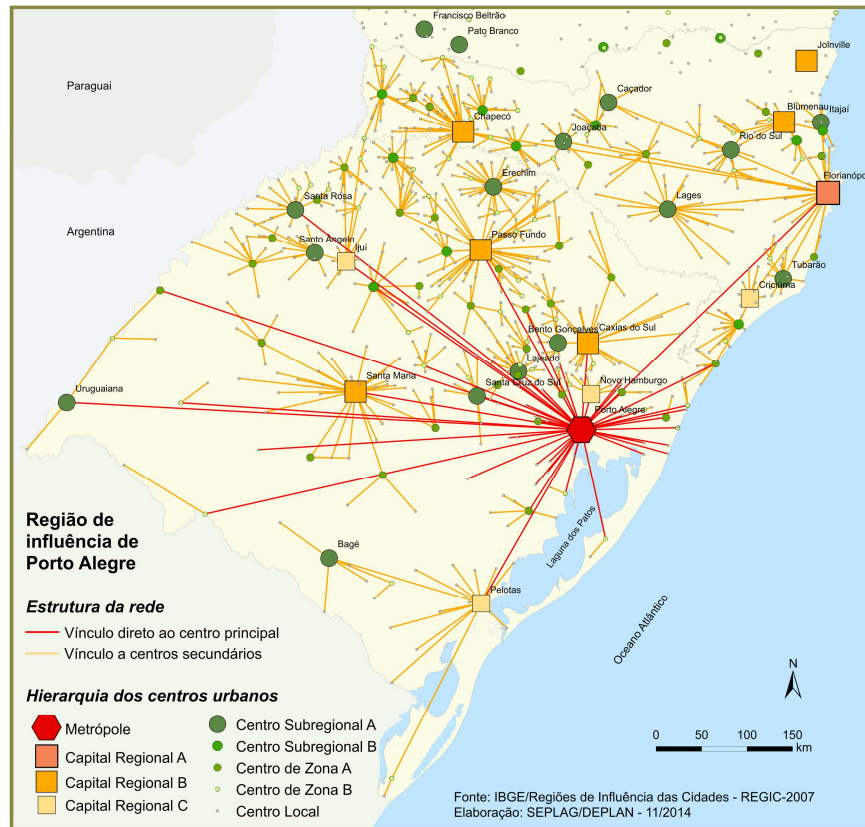 Francisco Beltrão
Pato Branco
Joinville
Paraguai
Caçador
Chapecó
Blumenau
Itajaí
Joaçaba
Rio do Sul
Erechim
Florianóp
Santa Rosa
Lages
Argentina
Passo Fundo
Santo Ângelo
Ijuí
Tubarão
Criciúma
Bento Gonçalves
Caxias do Sul
Lajeado
Santa Maria
Santa Cruz do Sul
Novo Hamburgo
Uruguaiana
Porto Alegre
Região de
influência de
Porto Alegre
Bagé
Laguna dos Patos
Pelotas
Oceano Atlântico
Estrutura da rede
Vínculo direto ao centro principal
Vínculo a centros secundários
Hierarquia dos centros urbanos
Metrópole
Capital Regional A
Capital Regional B
Capital Regional C
Centro Subregional A
Centro Subregional B
Centro de Zona A
Centro de Zona B
Centro Local
N
0 50 100 150
km
Fonte: IBGE/Regiões de Influência das Cidades - REGIC-2007
Elaboração: SEPLAG/DEPLAN - 11/2014